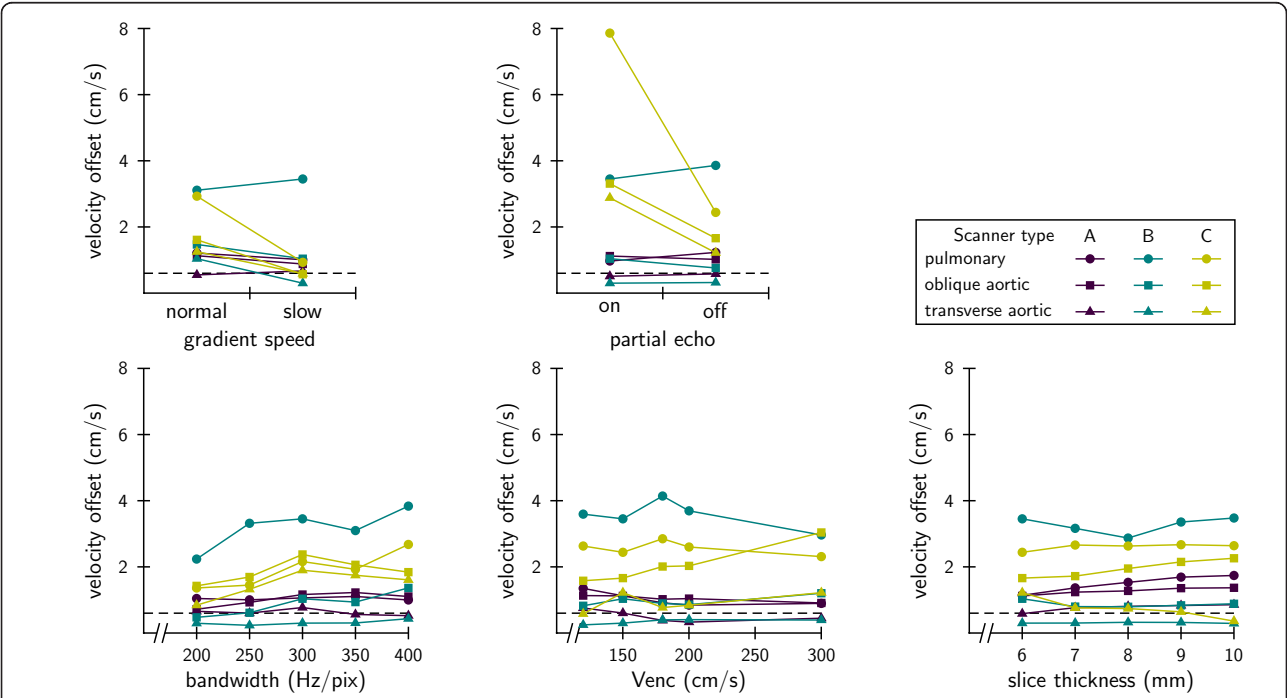 8
6
4
2
velocity offset (cm/s)
normal slow
gradient speed
8
6
4
2
velocity offset (cm/s)
on off
partial echo
Scanner type A B C
pulmonary
oblique aortic
transverse aortic
8
6
4
2
velocity offset (cm/s)
200 250 300 350 400
bandwidth (Hz/pix)
8
6
4
2
velocity offset (cm/s)
150 200 300
Venc (cm/s)
8
6
4
2
velocity offset (cm/s)
6 7 8 9 10
slice thickness (mm)